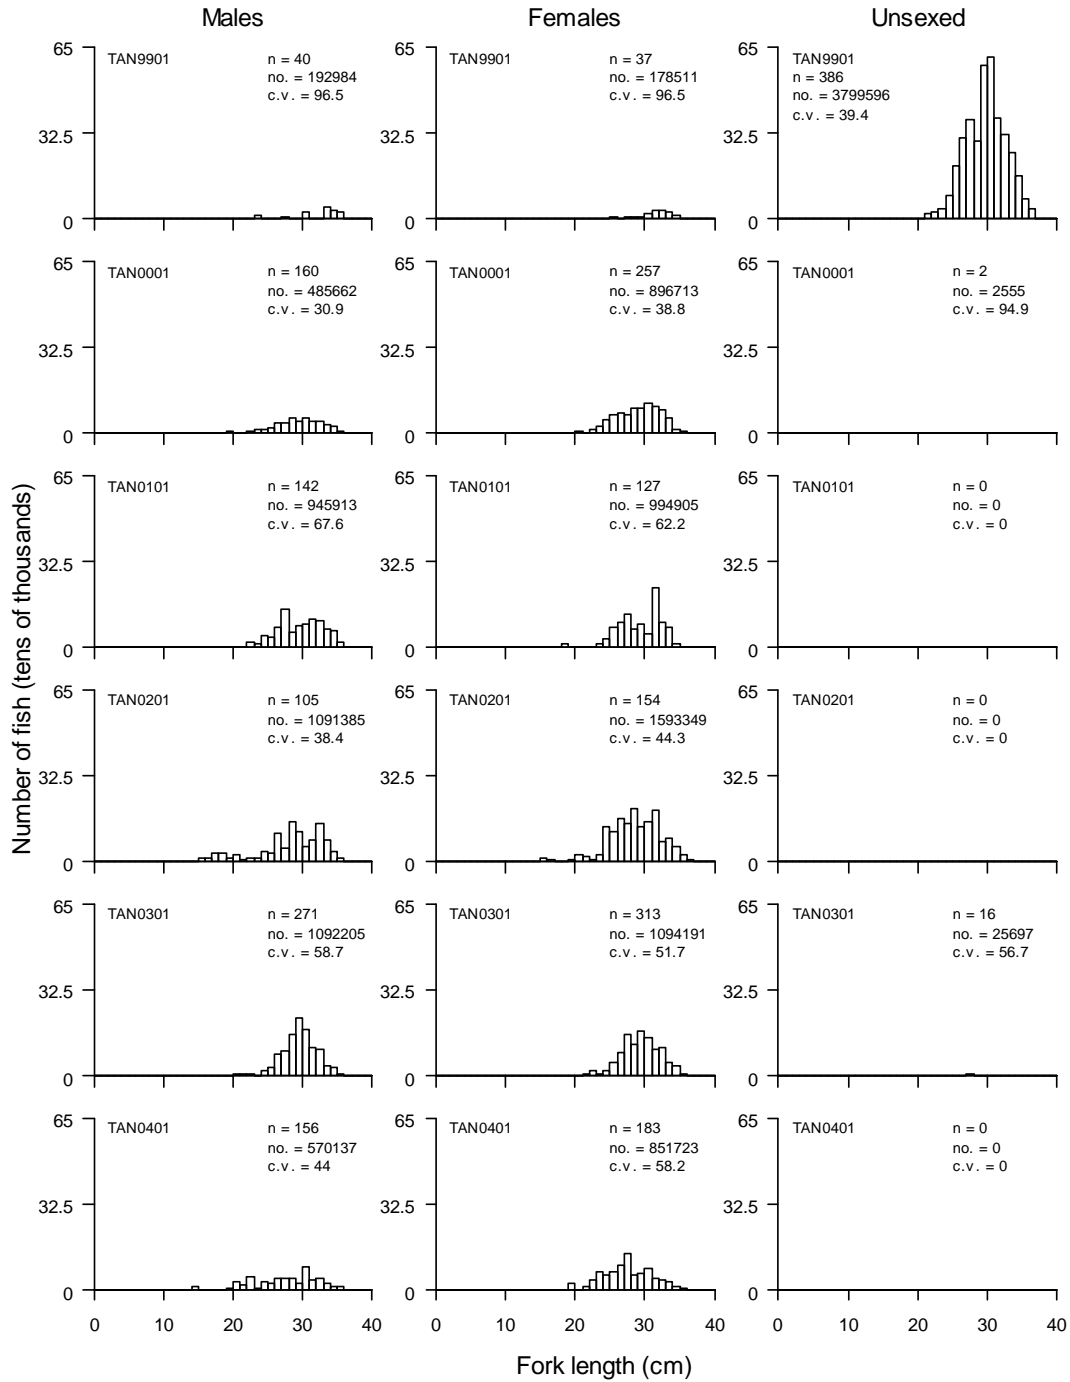 Males Females Unsexed
65 TAN9901 n = 40 TAN9901 n = 37 65 TAN9901
no. = 192984 no. = 178511 n = 386
c.v. = 96.5 c.v. = 96.5 no. = 3799596
c.v. = 39.4
32.5 32.5 32.5
0 0 0
65 TAN0001 n = 160 65 TAN0001 n = 257 65 TAN0001 n = 2
no. = 485662 no. = 896713 no. = 2555
c.v. = 30.9 c.v. = 38.8 c.v. = 94.9
32.5 32.5 32.5
0 0 0
65 TAN0101 n = 142 65 TAN0101 n = 127 65 TAN0101 n = 0
no. = 945913 no. = 994905 no. = 0
c.v. = 67.6 c.v. = 62.2 c.v. = 0
32.5 32.5 32.5
0 0 0
65 TAN0201 n = 105 65 TAN0201 n = 154 65 TAN0201 n = 0
no. = 1091385 no. = 1593349 no. = 0
c.v. = 38.4 c.v. = 44.3 c.v. = 0
32.5 32.5 32.5
0 0 0
65 TAN0301 n = 271 65 TAN0301 n = 313 65 TAN0301 n = 16
no. = 1092205 no. = 1094191 no. = 25697
c.v. = 58.7 c.v. = 51.7 c.v. = 56.7
32.5 32.5 32.5
0 0 0
65 TAN0401 n = 156 65 TAN0401 n = 183 65 TAN0401 n = 0
no. = 570137 no. = 851723 no. = 0
c.v. = 44 c.v. = 58.2 c.v. = 0
32.5 32.5 32.5
0 0 0
0 10 20 30 40 0 10 20 30 40 0 10 20 30 40
Fork length (cm)
Number of fish (tens of thousands)